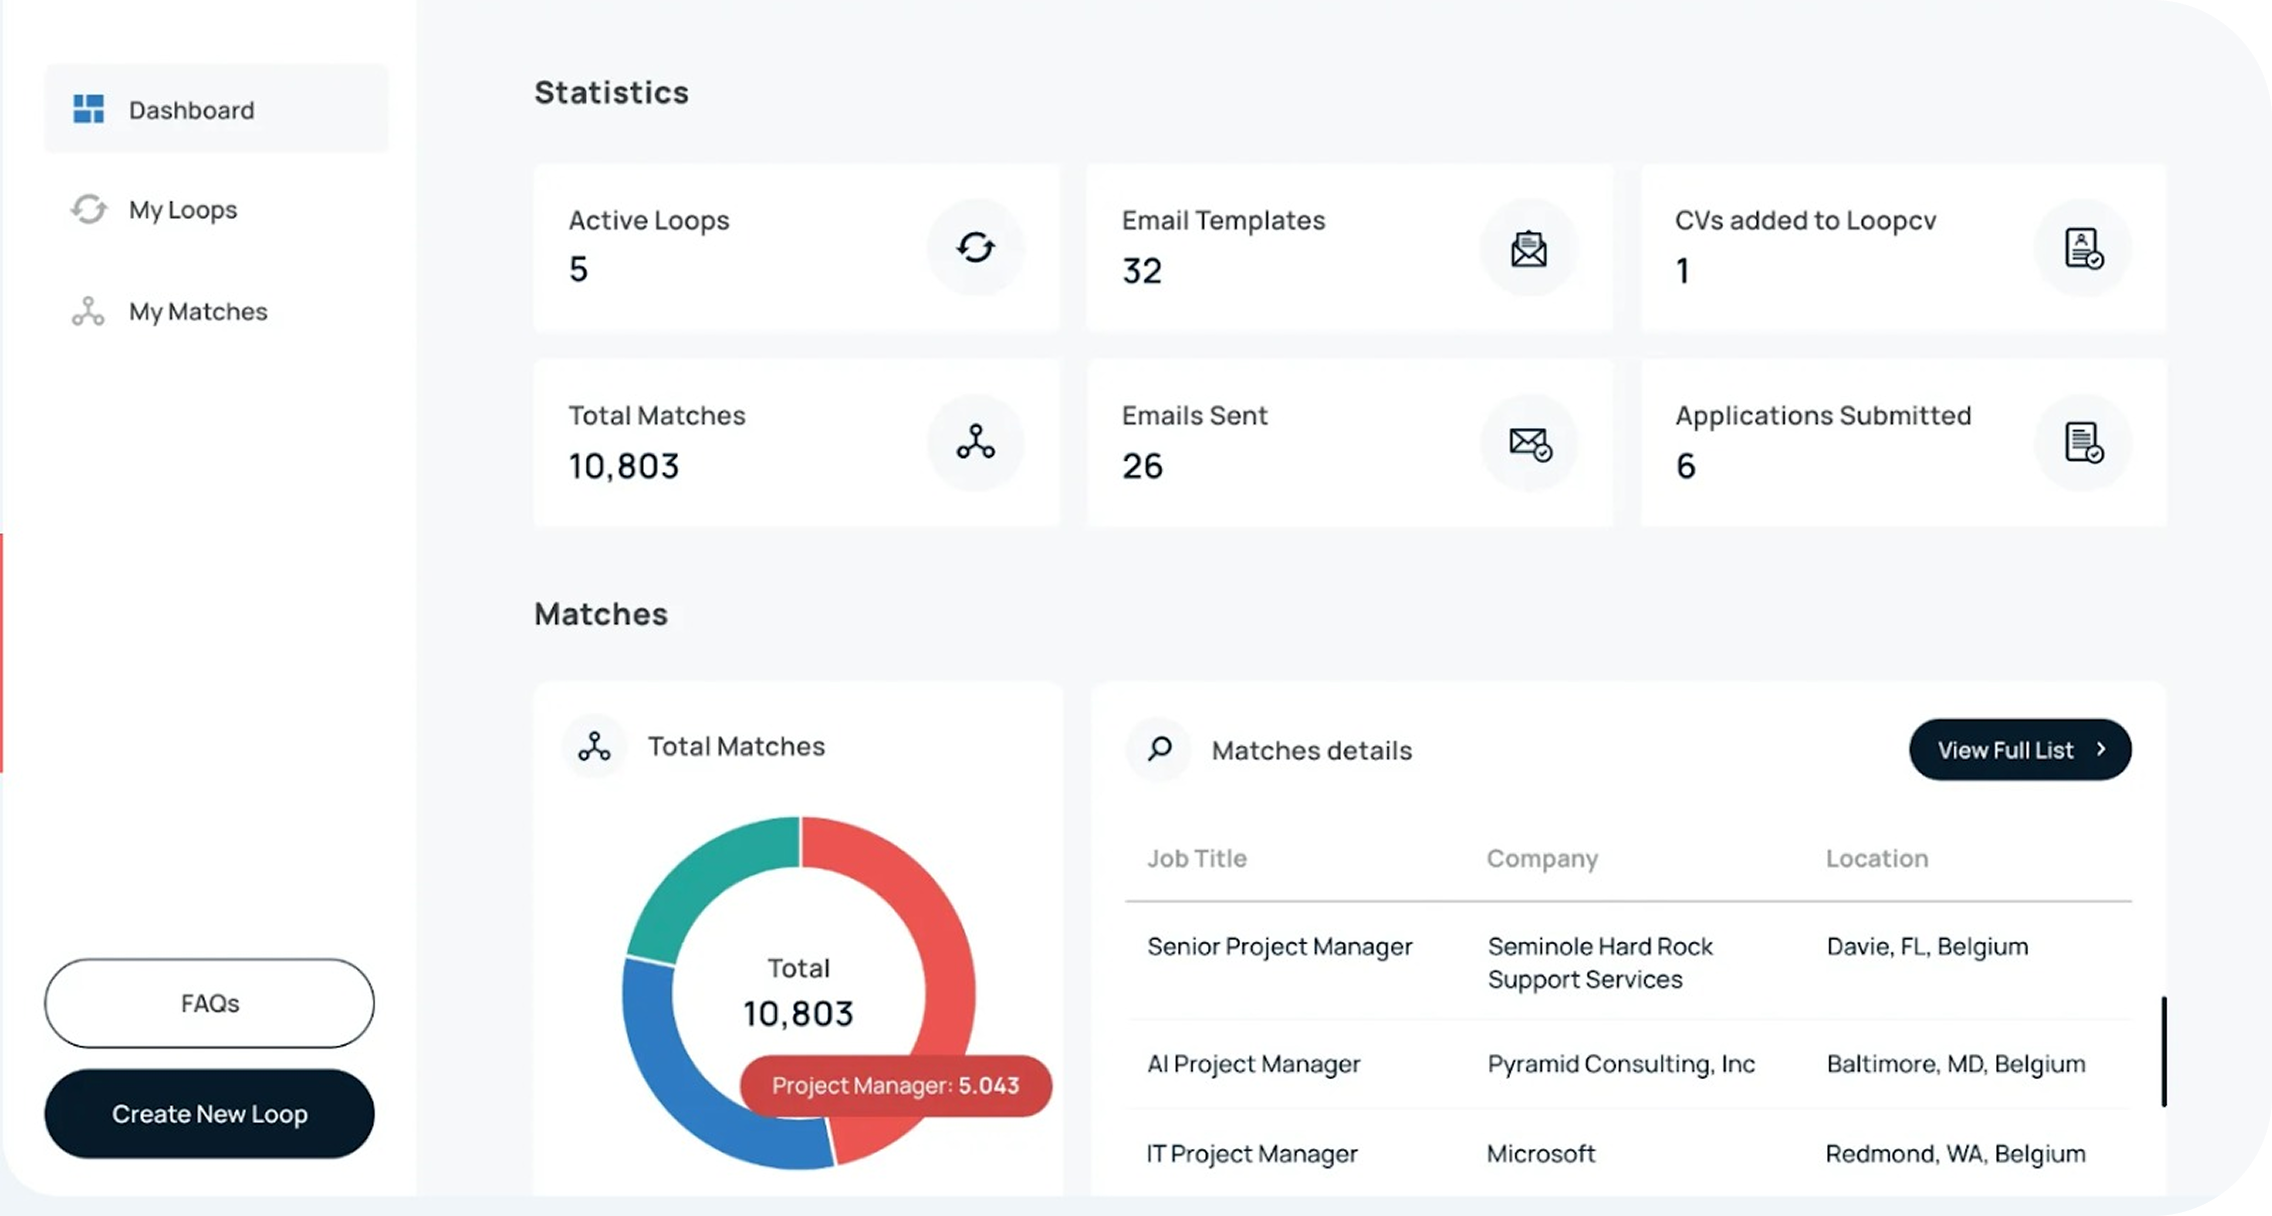 Dashboard
My Loops
My Matches
FAQs
Create New Loop
Statistics
Active Loops
5
Email Templates
32
CVs added to Loopcv
1
Total Matches
10,803
Emails Sent
26
Applications Submitted
6
Matches
Total Matches
Total
10,803
Project Manager: 5.043
Matches details
View Full List
Job Title Company Location
Senior Project Manager Seminole Hard Rock Davie, FL, Belgium
Support Services
AI Project Manager Pyramid Consulting, Inc Baltimore, MD, Belgium
IT Project Manager Microsoft Redmond, WA, Belgium